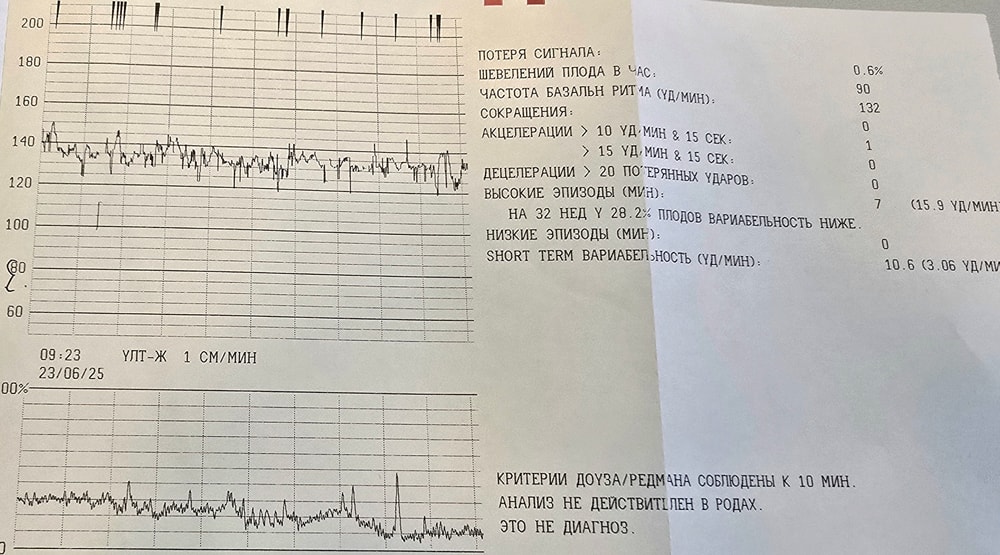 200
180
160
140
120
100
80
60
09:23 УЛТ-Ж 1 СМ/МИН
23/06/25
00%
0
ПОТЕРЯ СИГНАЛА: 0.6%
ШЕВЕЛЕНИЙ ПЛОДА В ЧАС: 90
ЧАСТОТА БАЗАЛЬН РИТМА (УД/МИН): 132
СОКРАЩЕНИЯ: 0
АКЦЕЛЕРАЦИИ > 10 УД/МИН & 15 СЕК: 1
> 15 УД/МИН & 15 СЕК: 0
ДЕЦЕЛЕРАЦИИ > 20 ПОТЕРЯННЫХ УДАРОВ: 0
ВЫСОКИЕ ЭПИЗОДЫ (МИН): 7 (15.9 УД/МИН
НА 32 НЕД У 28.2% ПЛОДОВ ВАРИАБЕЛЬНОСТЬ НИЖЕ.
НИЗКИЕ ЭПИЗОДЫ (МИН): 0
SHORT TERM ВАРИАБЕЛЬНОСТЬ (УД/МИН): 10.6 (3.06 УД/МИ
КРИТЕРИИ ДОУЗА/РЕДМАНА СОБЛЮДЕНЫ К 10 МИН.
АНАЛИЗ НЕ ДЕЙСТВИТЕЛЕН В РОДАХ.
ЭТО НЕ ДИАГНОЗ.